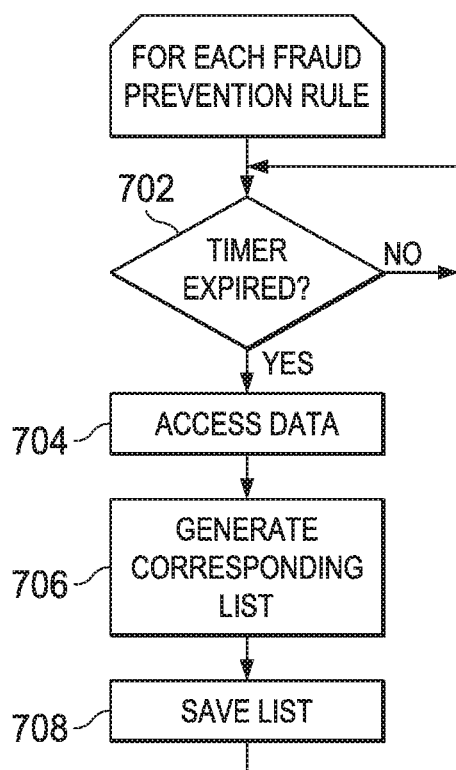 FOR EACH FRAUD
PREVENTION RULE
702
TIMER
EXPIRED?
NO
YES
704
ACCESS DATA
706
GENERATE
CORRESPONDING
LIST
708
SAVE LIST